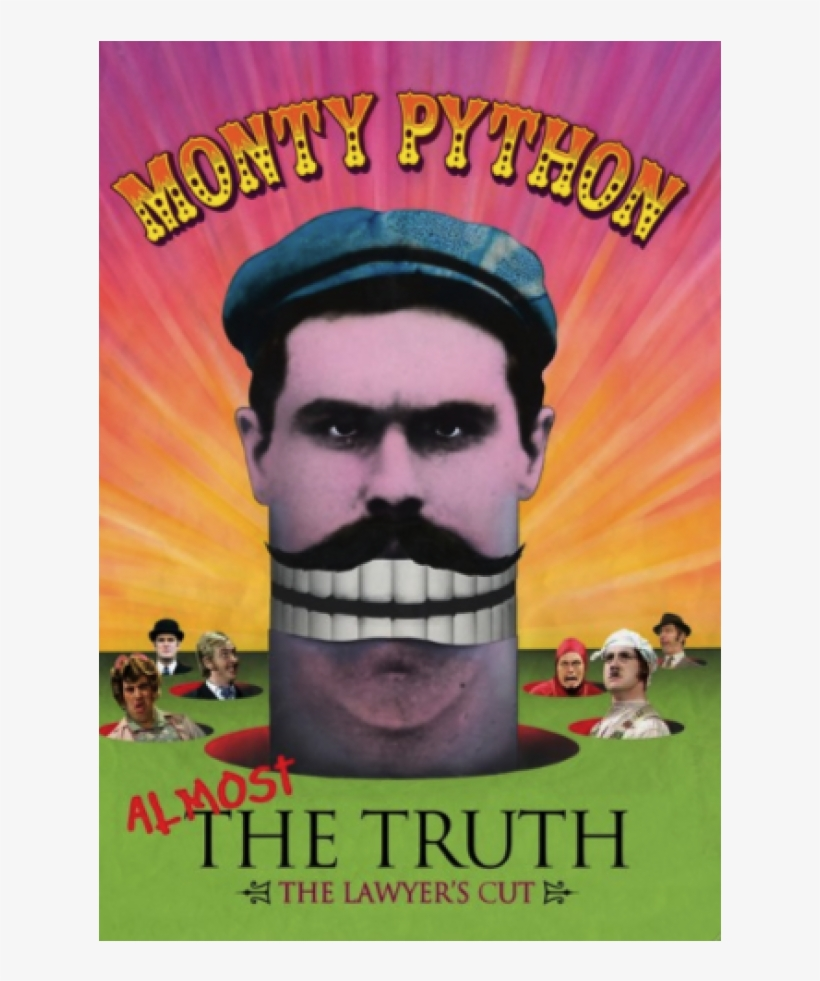 MONTY PYTHON
ALMOST
THE TRUTH
THE LAWYER'S CUT